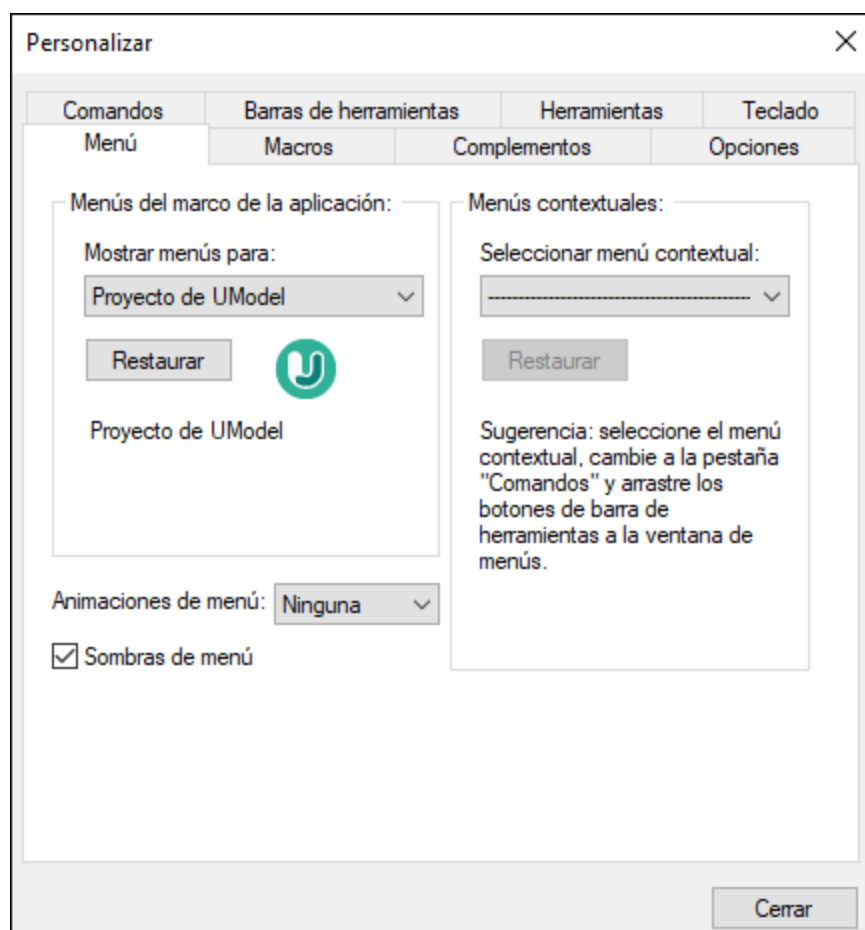 Personalizar
Comandos Barras de herramientas Herramientas Teclado
Menú Macros Complementos Opciones
Menús del marco de la aplicación:
Mostrar menús para:
Proyecto de UModel
Restaurar
Proyecto de UModel
Menús contextuales:
Seleccionar menú contextual:
--------------------------------------------
Restaurar
Sugerencia: seleccione el menú
contextual, cambie a la pestaña
"Comandos" y arrastre los
botones de barra de
herramientas a la ventana de
menús.
Animaciones de menú: Ninguna
Sombras de menú
Cerrar